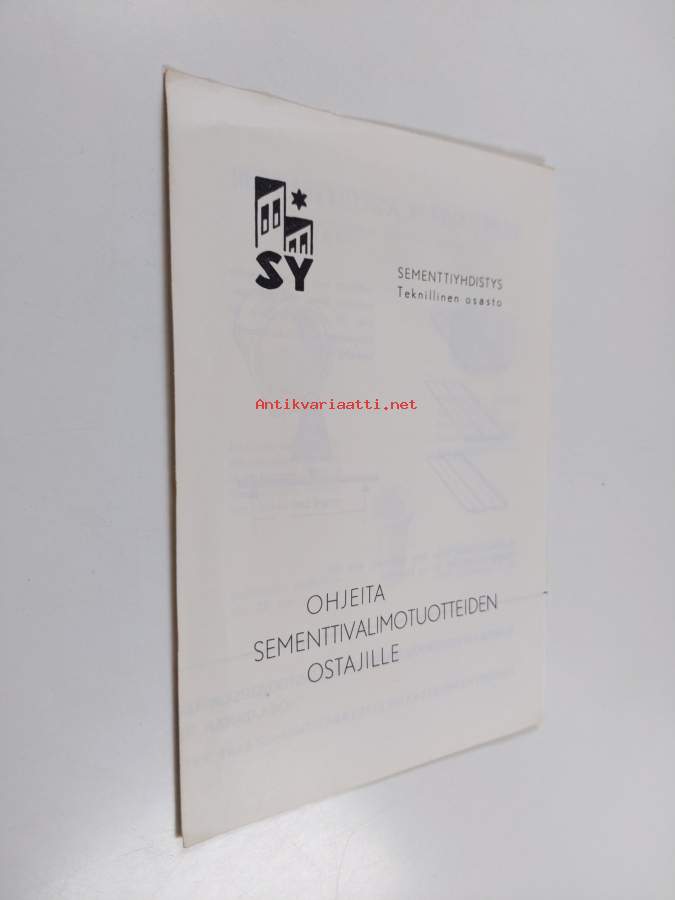 SY
SEMENTTIYHDISTYS
Teknillinen osasto
Antikvariaatti.net
OHJEITA
SEMENTTIVALIMOTUOTTEIDEN
OSTAJILLE